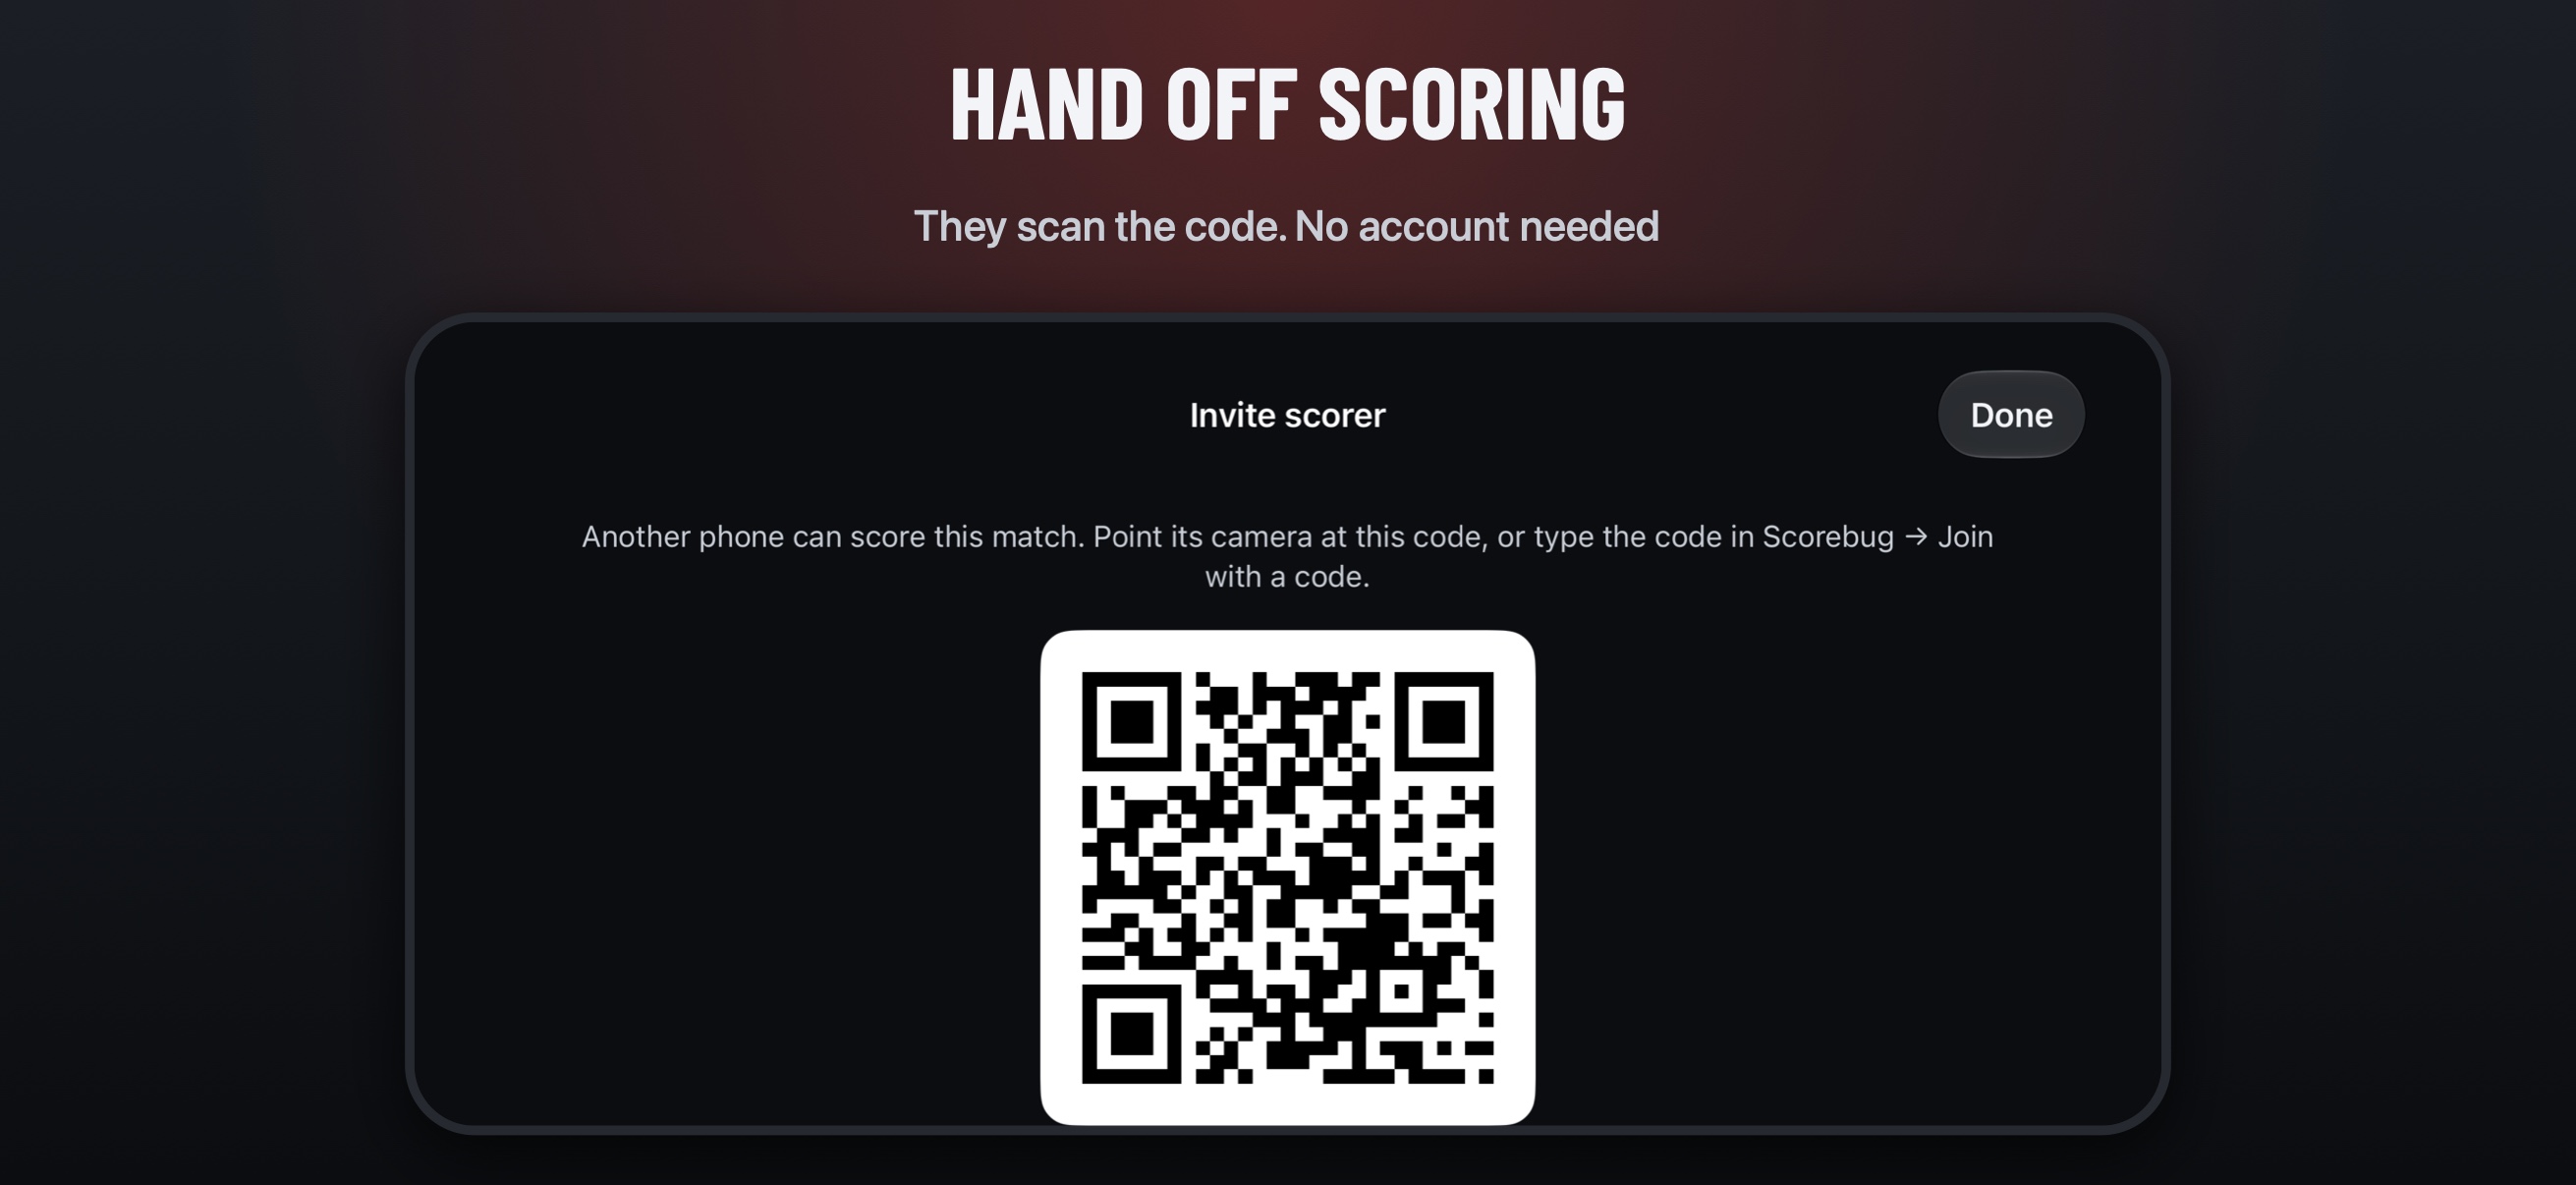 HAND OFF SCORING
They scan the code. No account needed
Invite scorer
Done
Another phone can score this match. Point its camera at this code, or type the code in Scorebug → Join
with a code.